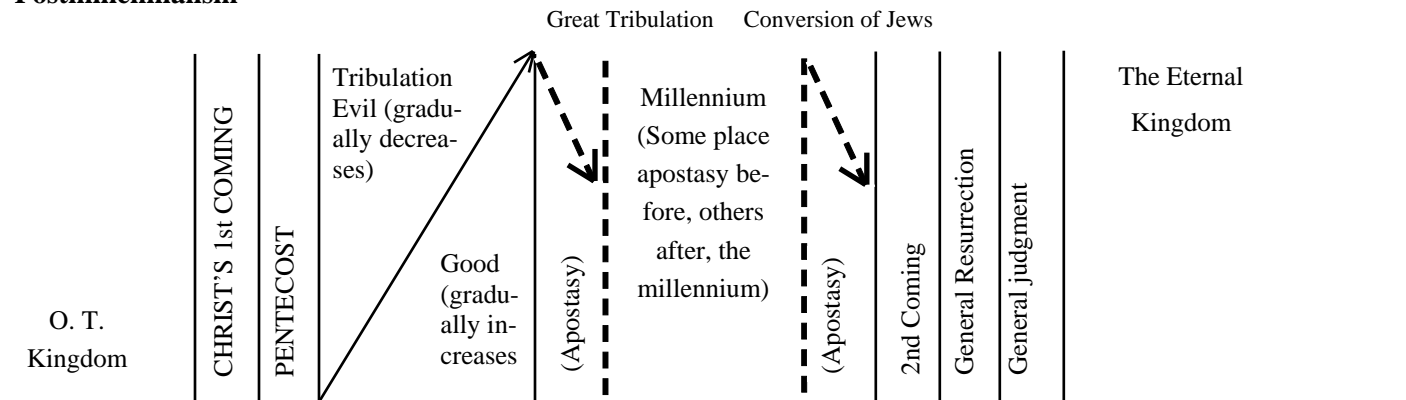 Great Tribulation
Conversion of Jews
O. T.
Kingdom
CHRIST'S 1st COMING
PENTECOST
Tribulation
Evil (gradu-
ally decrea-
ses)
Good
(gradu-
ally in-
creases
(Apostasy)
Millennium
(Some place
apostasy be-
fore, others
after, the
millennium)
(Apostasy)
2nd Coming
General Resurrection
General judgment
The Eternal
Kingdom